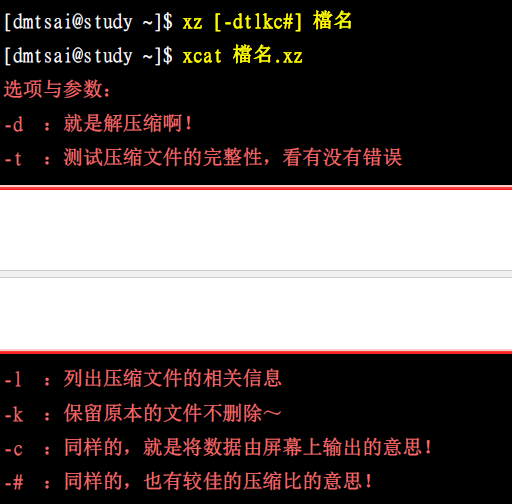 [dmtsai@study ~]$ xz [-dtlkc#] 檔名
[dmtsai@study ~]$ xcat 檔名.xz
选项与参数：
-d ：就是解压缩啊！
-t ：测试压缩文件的完整性，看有没有错误
-l ：列出压缩文件的相关信息
-k ：保留原本的文件不删除～
-c ：同样的，就是将数据由屏幕上输出的意思！
-# ：同样的，也有较佳的压缩比的意思！